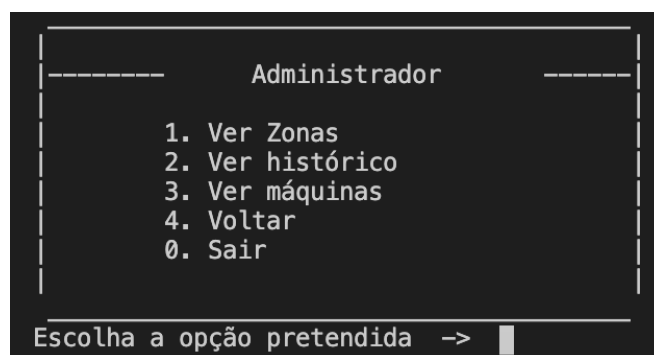 -------- Administrador ------
1. Ver Zonas
2. Ver histórico
3. Ver máquinas
4. Voltar
0. Sair
Escolha a opção pretendida ->